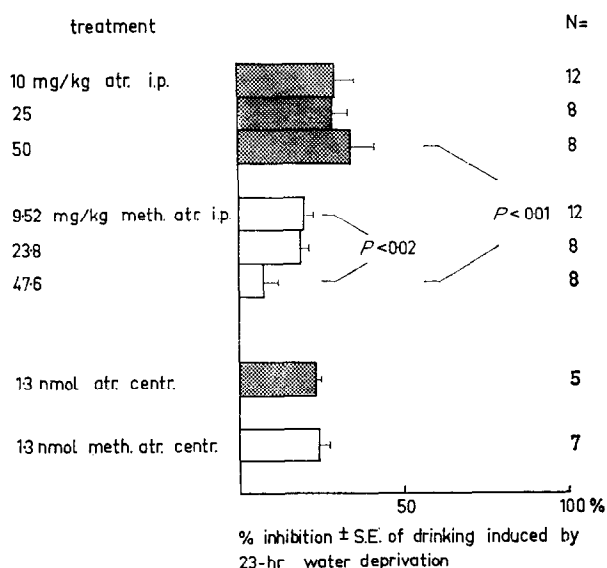 treatment N=
10 mg/kg atr. i.p. 12
25 8
50 8
9·52 mg/kg meth. atr. i.p. 12
P<0·01
23·8 8
P<0·02
47·6 8
1·3 nmol atr. centr. 5
1·3 nmol meth. atr. centr. 7
50 100 %
% inhibition ± S.E. of drinking induced by
23-hr water deprivation